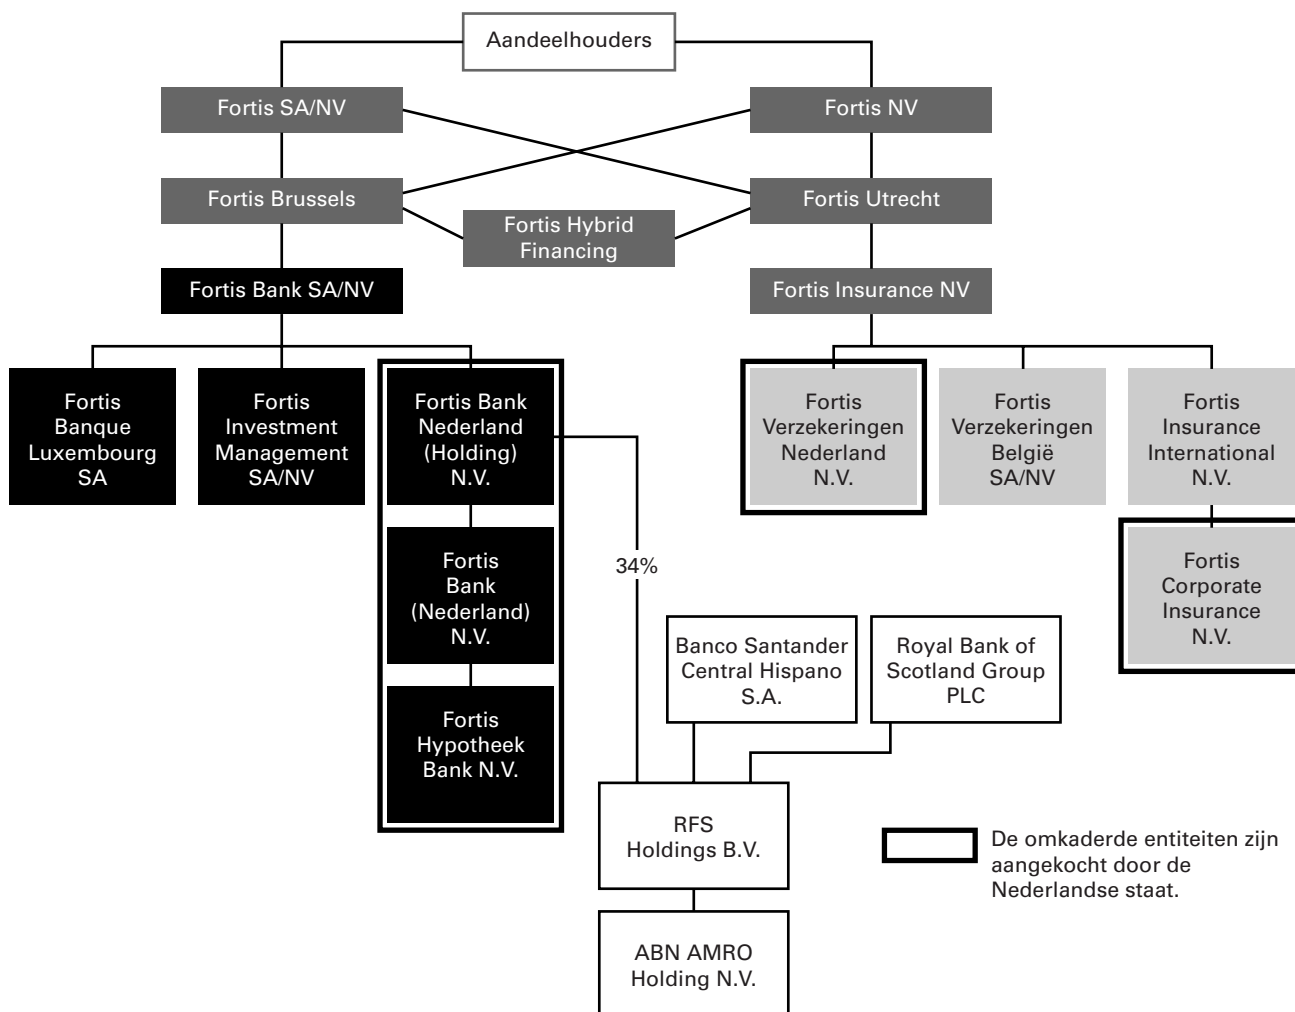 Aandeelhouders
Fortis SA/NV
Fortis NV
Fortis Brussels
Fortis Utrecht
Fortis Hybrid
Financing
Fortis Bank SA/NV
Fortis Insurance NV
Fortis
Banque
Luxembourg
SA
Fortis
Investment
Management
SA/NV
Fortis Bank
Nederland
(Holding)
N.V.
Fortis
Verzekeringen
Nederland
N.V.
Fortis
Verzekeringen
België
SA/NV
Fortis
Insurance
International
N.V.
Fortis
Bank
(Nederland)
N.V.
34%
Fortis
Corporate
Insurance
N.V.
Banco Santander
Central Hispano
S.A.
Royal Bank of
Scotland Group
PLC
Fortis
Hypotheek
Bank N.V.
RFS
Holdings B.V.
De omkaderde entiteiten zijn
aangekocht door de
Nederlandse staat.
ABN AMRO
Holding N.V.